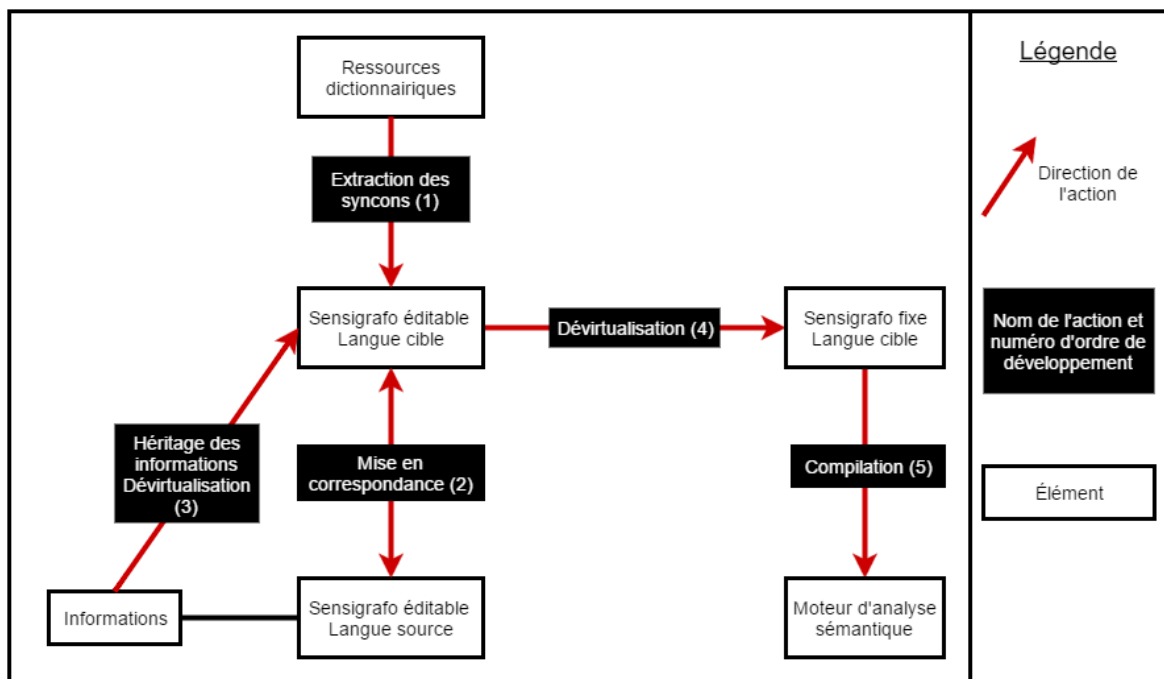 Ressources
dictionnairiques
Extraction des
syncons (1)
Sensigrafo éditable
Langue cible
Dévirtualisation (4)
Sensigrafo fixe
Langue cible
Héritage des
informations
Dévirtualisation
(3)
Mise en
correspondance (2)
Compilation (5)
Informations
Sensigrafo éditable
Langue source
Moteur d'analyse
sémantique
Légende
Direction de
l'action
Nom de l'action et
numéro d'ordre de
développement
Élément